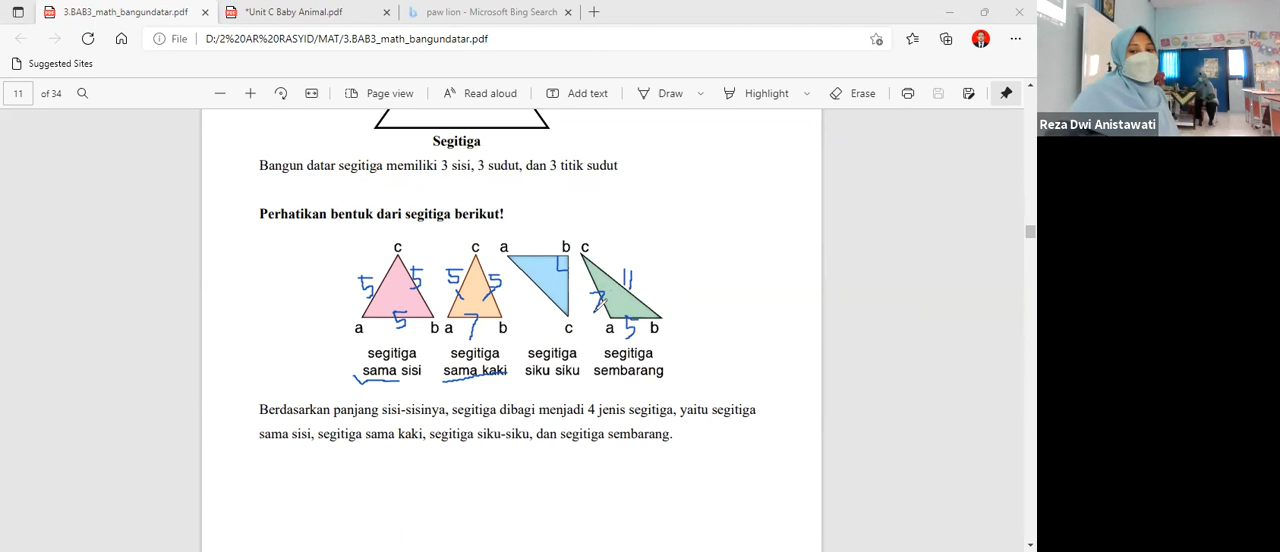 3.BAB3_math_bangundatar.pdf
*Unit C Baby Animal.pdf
paw lion - Microsoft Bing Search
File
D:/2%20AR%20RASYID/MAT/3.BAB3_math_bangundatar.pdf
Suggested Sites
11 of 34
Page view
Read aloud
Add text
Draw
Highlight
Erase
Reza Dwi Anistawati
Segitiga
Bangun datar segitiga memiliki 3 sisi, 3 sudut, dan 3 titik sudut
Perhatikan bentuk dari segitiga berikut!
c c a b c
5 5 5 5 7 11
5 7 5
a b a b c a b
segitiga sama sisi
segitiga sama kaki
segitiga siku siku
segitiga sembarang
Berdasarkan panjang sisi-sisinya, segitiga dibagi menjadi 4 jenis segitiga, yaitu segitiga
sama sisi, segitiga sama kaki, segitiga siku-siku, dan segitiga sembarang.